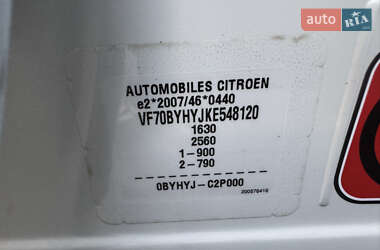 auto RIA
AUTOMOBILES CITROEN
e2*2007/46*0440
VF70BYHYJKE548120
1630
2560
1-900
2-790
0BYHYJ-C2P000